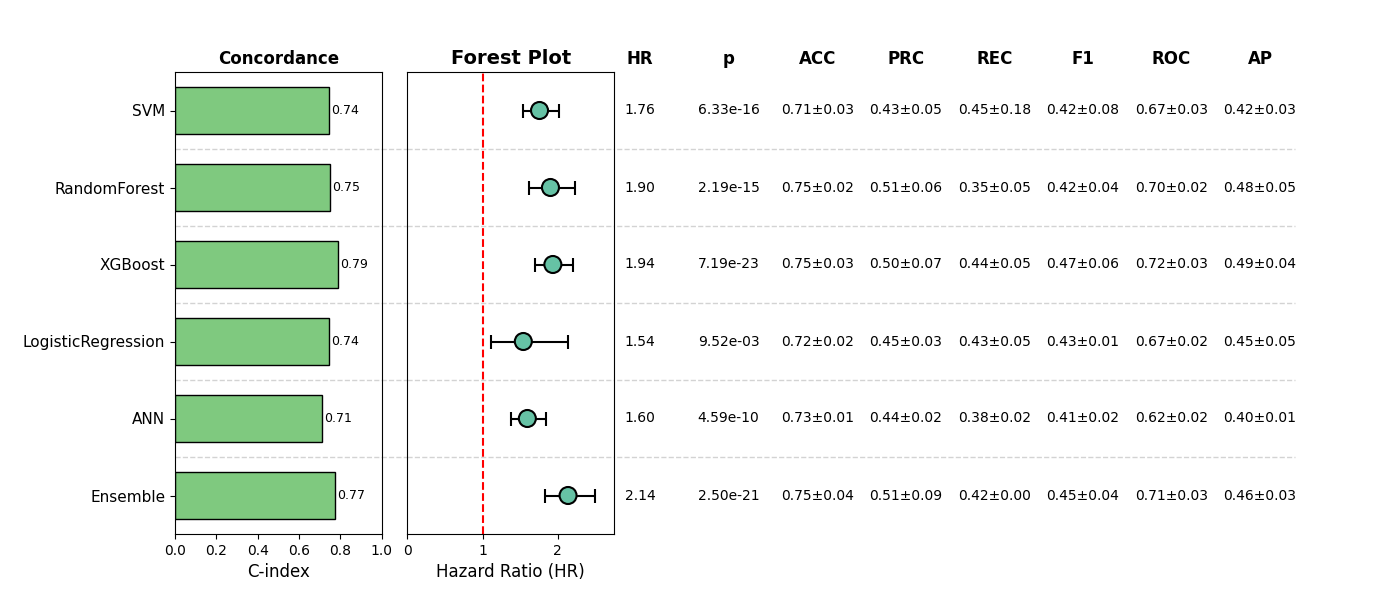 Concordance Forest Plot HR p ACC PRC REC F1 ROC AP
SVM 0.74 1.76 6.33e-16 0.71±0.03 0.43±0.05 0.45±0.18 0.42±0.08 0.67±0.03 0.42±0.03
RandomForest 0.75 1.90 2.19e-15 0.75±0.02 0.51±0.06 0.35±0.05 0.42±0.04 0.70±0.02 0.48±0.05
XGBoost 0.79 1.94 7.19e-23 0.75±0.03 0.50±0.07 0.44±0.05 0.47±0.06 0.72±0.03 0.49±0.04
LogisticRegression 0.74 1.54 9.52e-03 0.72±0.02 0.45±0.03 0.43±0.05 0.43±0.01 0.67±0.02 0.45±0.05
ANN 0.71 1.60 4.59e-10 0.73±0.01 0.44±0.02 0.38±0.02 0.41±0.02 0.62±0.02 0.40±0.01
Ensemble 0.77 2.14 2.50e-21 0.75±0.04 0.51±0.09 0.42±0.00 0.45±0.04 0.71±0.03 0.46±0.03
0.0 0.2 0.4 0.6 0.8 1.0 0 1 2
C-index Hazard Ratio (HR)